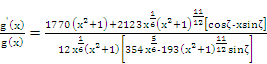 g'(x)/g(x) = (1770(x²+1)+2123x^(1/6)(x²+1)^(11/12)[cosζ-xsinζ])/(12x^(1/6)(x²+1)[354x^(5/6)-193(x²+1)^(11/12)sinζ])